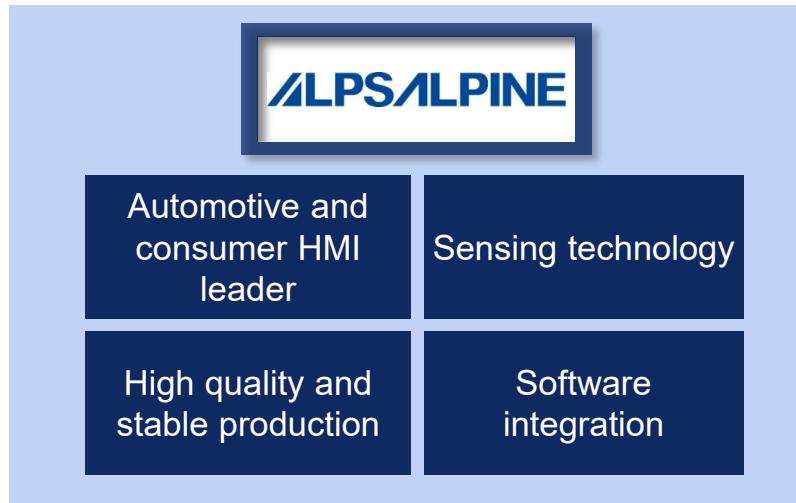 ALPSALPINE
Automotive and
consumer HMI
leader
Sensing technology
High quality and
stable production
Software
integration